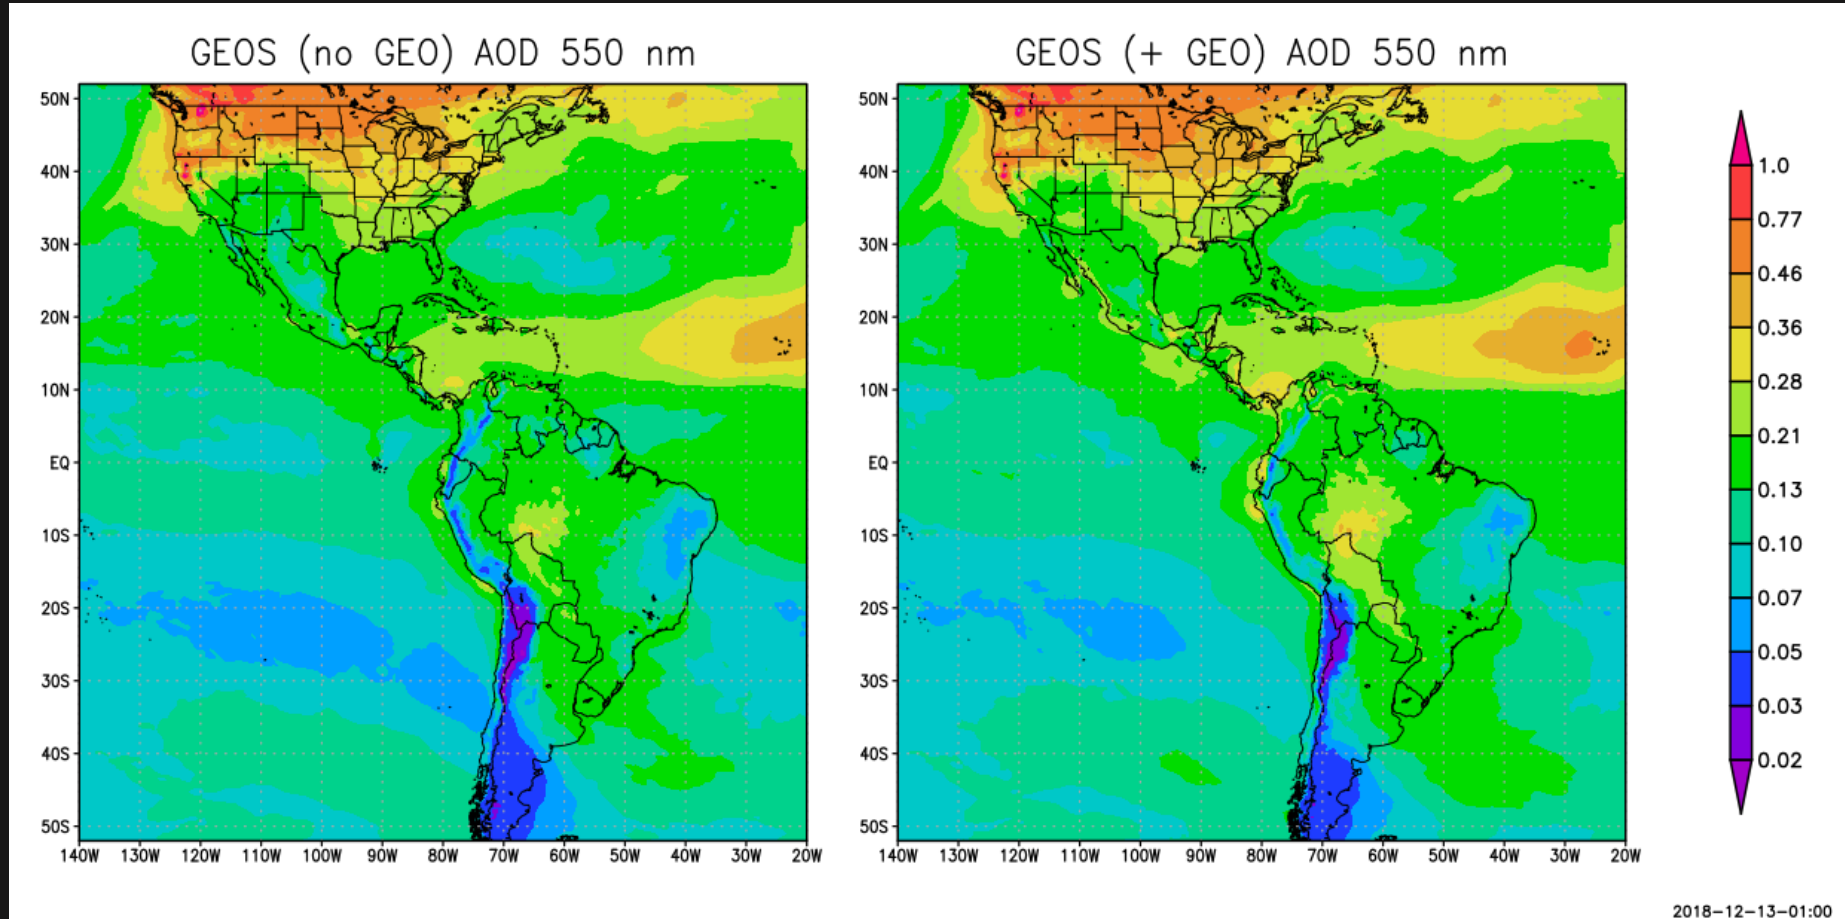 GEOS (no GEO) AOD 550 nm
GEOS (+ GEO) AOD 550 nm
50N
40N
30N
20N
10N
EQ
10S
20S
30S
40S
50S
140W 130W 120W 110W 100W 90W 80W 70W 60W 50W 40W 30W 20W
50N
40N
30N
20N
10N
EQ
10S
20S
30S
40S
50S
140W 130W 120W 110W 100W 90W 80W 70W 60W 50W 40W 30W 20W
1.0
0.77
0.46
0.36
0.28
0.21
0.13
0.10
0.07
0.05
0.03
0.02
2018-12-13-01:00